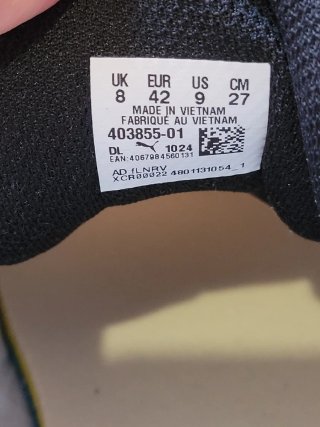 UK EUR US CM
8 42 9 27
MADE IN VIETNAM
FABRIQUÉ AU VIETNAM
403855-01
DL 1024
EAN:4067984560131
AD fLNRV
XCR00022 4801131054_1